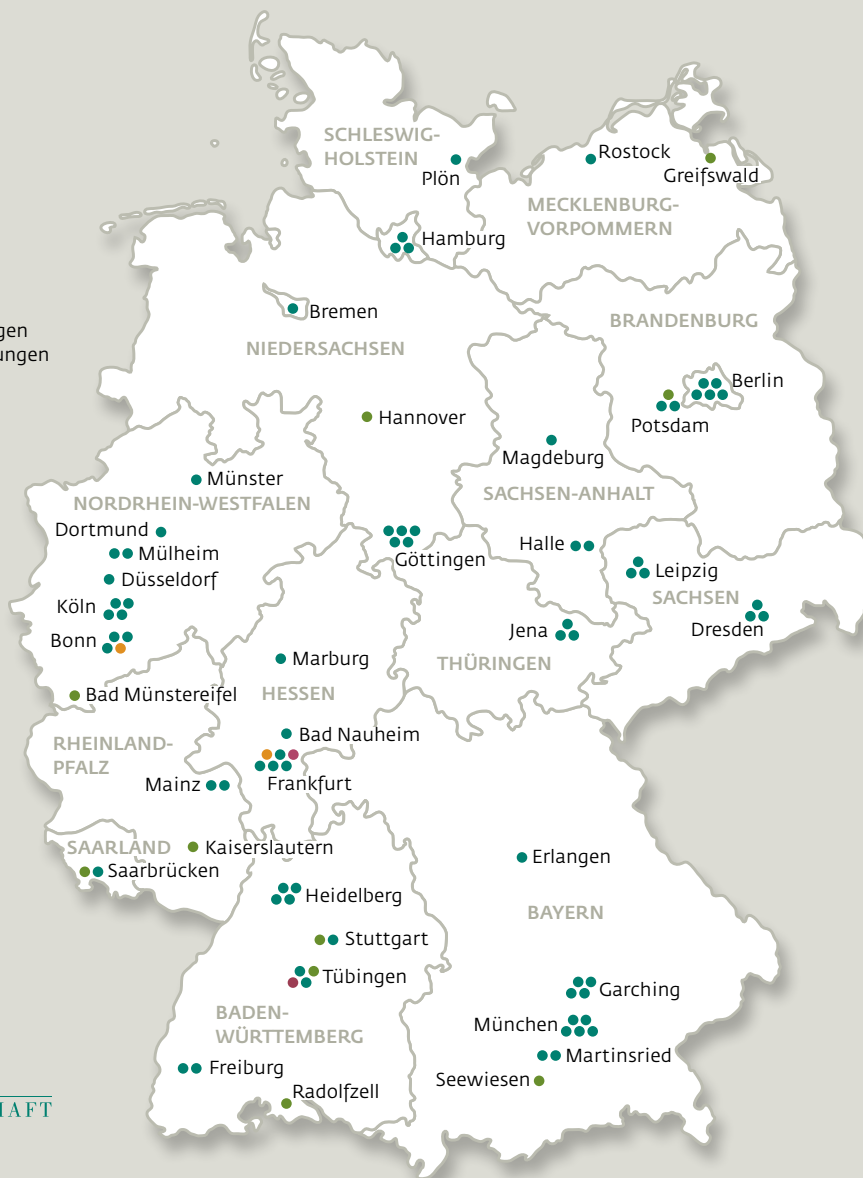 SCHLESWIG-
HOLSTEIN
Plön
Rostock
Greifswald
MECKLENBURG-
VORPOMMERN
Hamburg
Bremen
gen
ungen
NIEDERSACHSEN
BRANDENBURG
Berlin
Potsdam
Hannover
Magdeburg
SACHSEN-ANHALT
Münster
NORDRHEIN-WESTFALEN
Dortmund
Mülheim
Düsseldorf
Köln
Bonn
Göttingen
Halle
Leipzig
SACHSEN
Dresden
Jena
THÜRINGEN
Marburg
HESSEN
Bad Münstereifel
Bad Nauheim
RHEINLAND-
PFALZ
Mainz
Frankfurt
SAARLAND
Kaiserslautern
Saarbrücken
Erlangen
Heidelberg
BAYERN
Stuttgart
Tübingen
Garching
BADEN-
WÜRTTEMBERG
München
Martinsried
Freiburg
Seewiesen
Radolfzell
HAFT